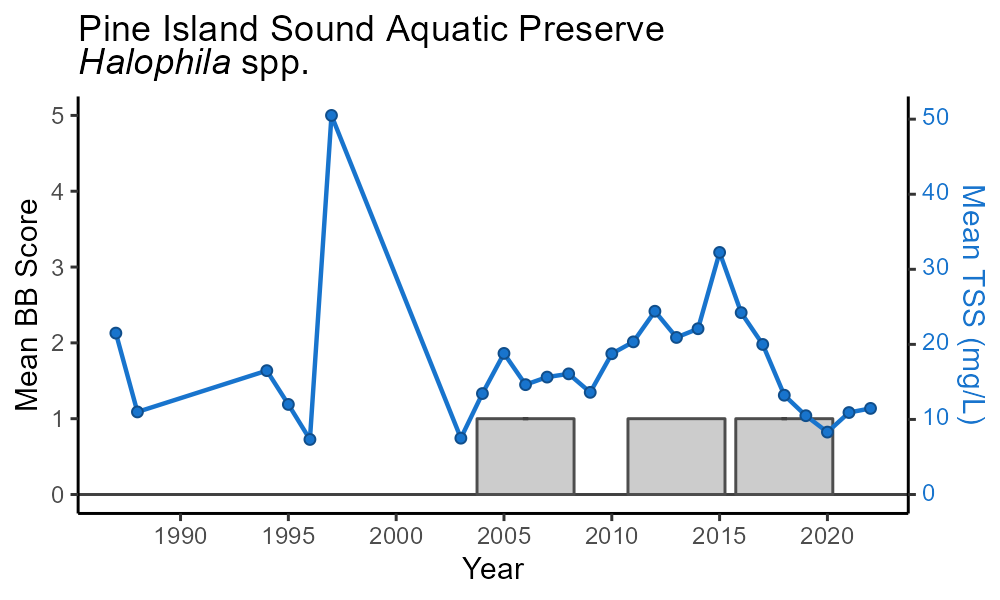 Pine Island Sound Aquatic Preserve
Halophila spp.
Mean BB Score
5
4
3
2
1
0
50
40
30
20
10
0
Mean TSS (mg/L)
1990 1995 2000 2005 2010 2015 2020
Year